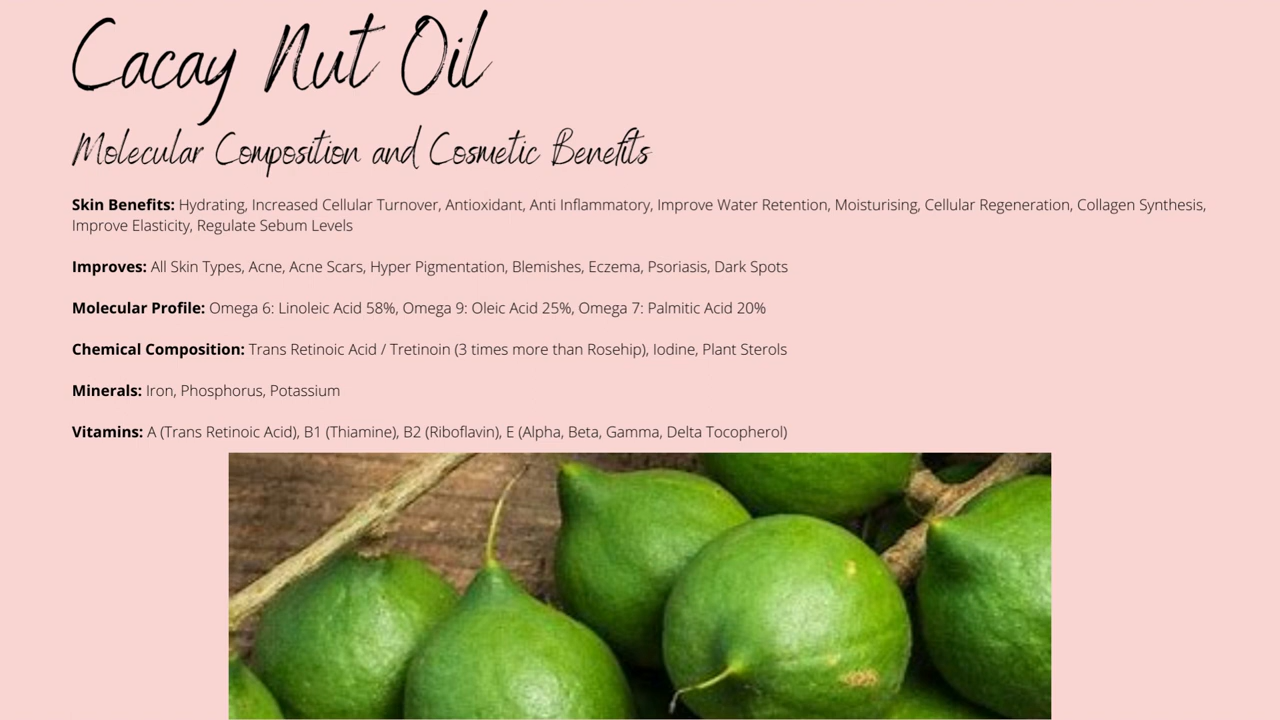 Cacay Nut Oil
Molecular Composition and Cosmetic Benefits
Skin Benefits: Hydrating, Increased Cellular Turnover, Antioxidant, Anti Inflammatory, Improve Water Retention, Moisturising, Cellular Regeneration, Collagen Synthesis,
Improve Elasticity, Regulate Sebum Levels
Improves: All Skin Types, Acne, Acne Scars, Hyper Pigmentation, Blemishes, Eczema, Psoriasis, Dark Spots
Molecular Profile: Omega 6: Linoleic Acid 58%, Omega 9: Oleic Acid 25%, Omega 7: Palmitic Acid 20%
Chemical Composition: Trans Retinoic Acid / Tretinoin (3 times more than Rosehip), Iodine, Plant Sterols
Minerals: Iron, Phosphorus, Potassium
Vitamins: A (Trans Retinoic Acid), B1 (Thiamine), B2 (Riboflavin), E (Alpha, Beta, Gamma, Delta Tocopherol)